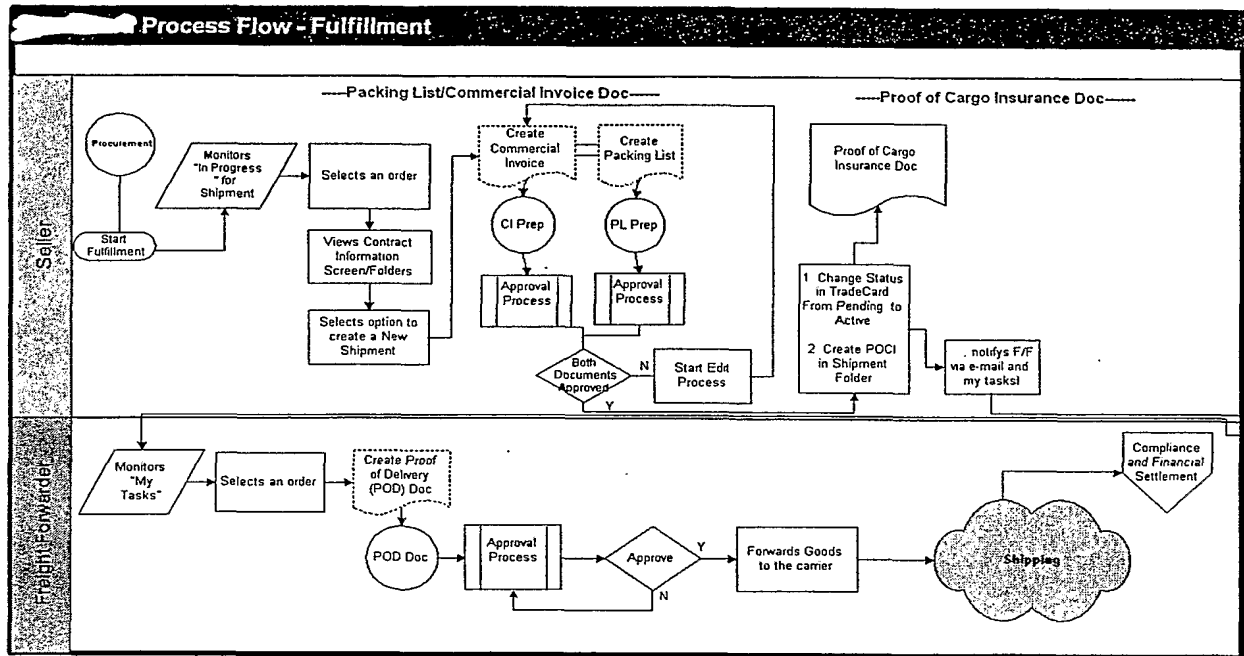 Process Flow - Fulfillment
-----Packing List/Commercial Invoice Doc-----
-----Proof of Cargo Insurance Doc-----
Seller
Procurement
Start
Fulfillment
Monitors
"In Progress
" for
Shipment
Selects an order
Views Contract
Information
Screen/Folders
Selects option to
create a New
Shipment
Create
Commercial
Invoice
Create
Packing List
CI Prep
PL Prep
Approval
Process
Approval
Process
Both
Documents
Approved
N
Y
Start Edit
Process
Proof of Cargo
Insurance Doc
1 Change Status
in TradeCard
From Pending to
Active
2 Create POCI
in Shipment
Folder
. notifys F/F
via e-mail and
my tasks!
Freight Forwarder
Monitors
"My
Tasks"
Selects an order
Create Proof
of Delivery
(POD) Doc
POD Doc
Approval
Process
Approve
Y
N
Forwards Goods
to the carrier
Shipping
Compliance
and Financial
Settlement